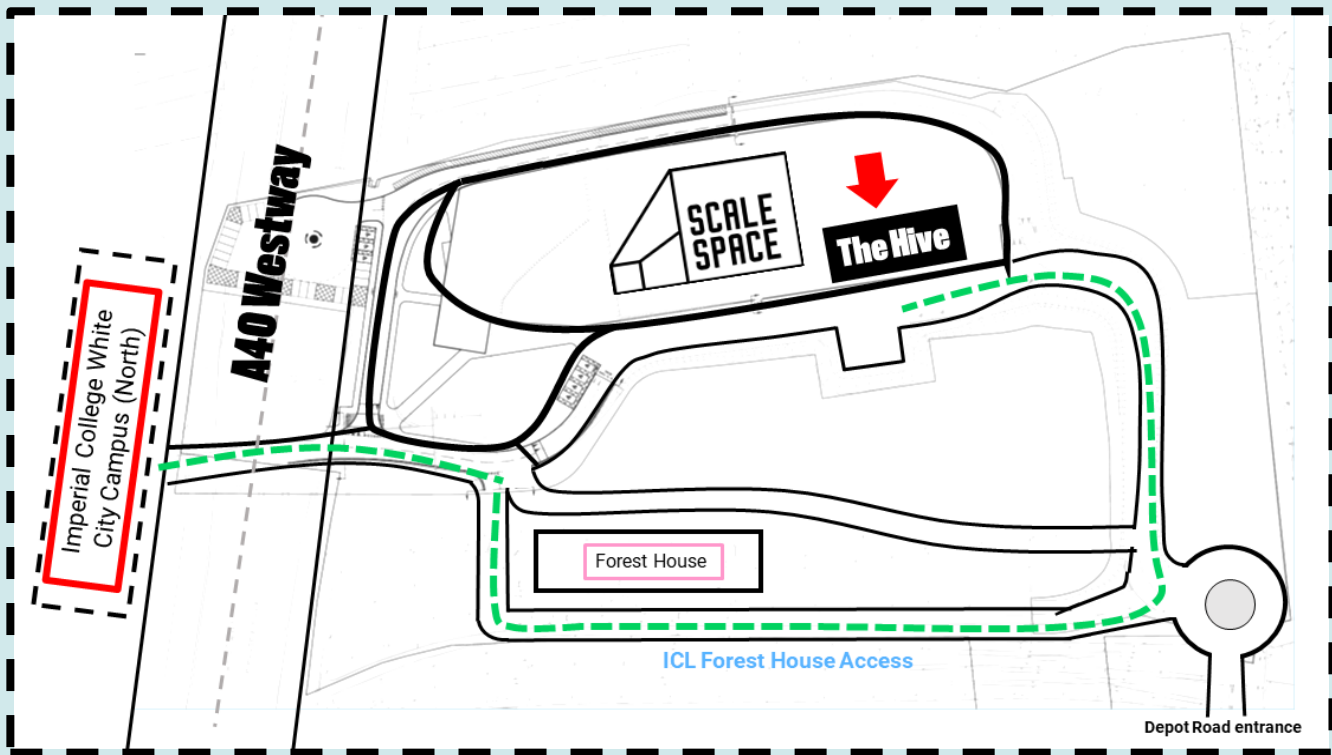 A40 Westway
SCALE
SPACE
The Hive
Imperial College White
City Campus (North)
Forest House
ICL Forest House Access
Depot Road entrance